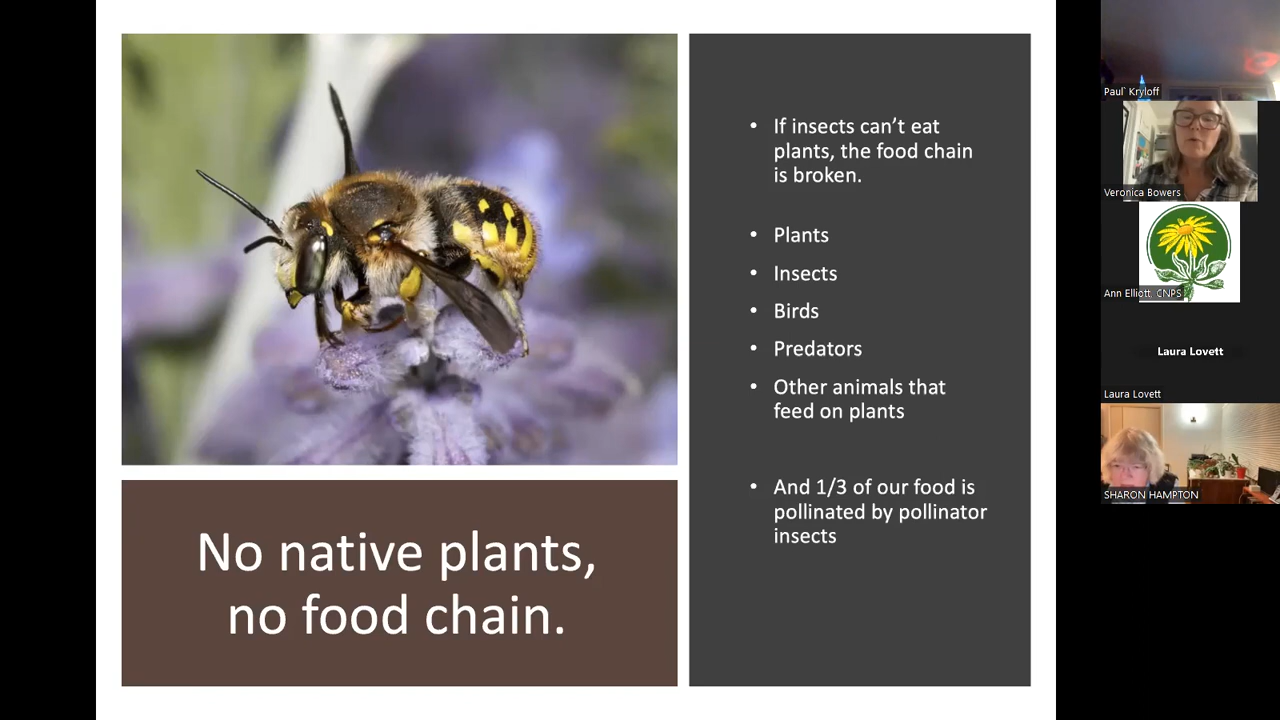 If insects can't eat
plants, the food chain
is broken.
Plants
Insects
Birds
Predators
Other animals that
feed on plants
And 1/3 of our food is
pollinated by pollinator
insects
No native plants,
no food chain.
Paul` Kryloff
Veronica Bowers
Ann Elliott, CNPS
Laura Lovett
Laura Lovett
SHARON HAMPTON